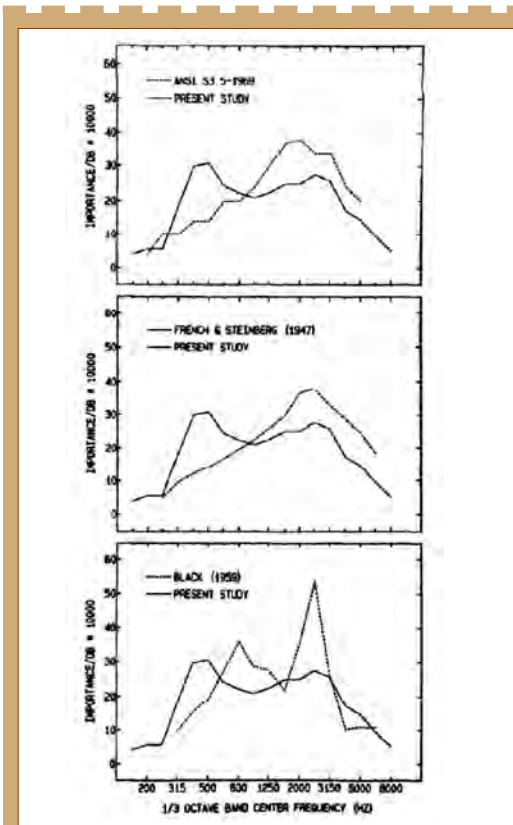 IMPORTANCE/DB * 10000
60
50
40
30
20
10
0
ANSI S3.5-1969
PRESENT STUDY
IMPORTANCE/DB * 10000
60
50
40
30
20
10
0
FRENCH & STEINBERG (1947)
PRESENT STUDY
IMPORTANCE/DB * 10000
60
50
40
30
20
10
0
BLACK (1959)
PRESENT STUDY
200 315 500 800 1250 2000 3150 5000 8000
1/3 OCTAVE BAND CENTER FREQUENCY (HZ)